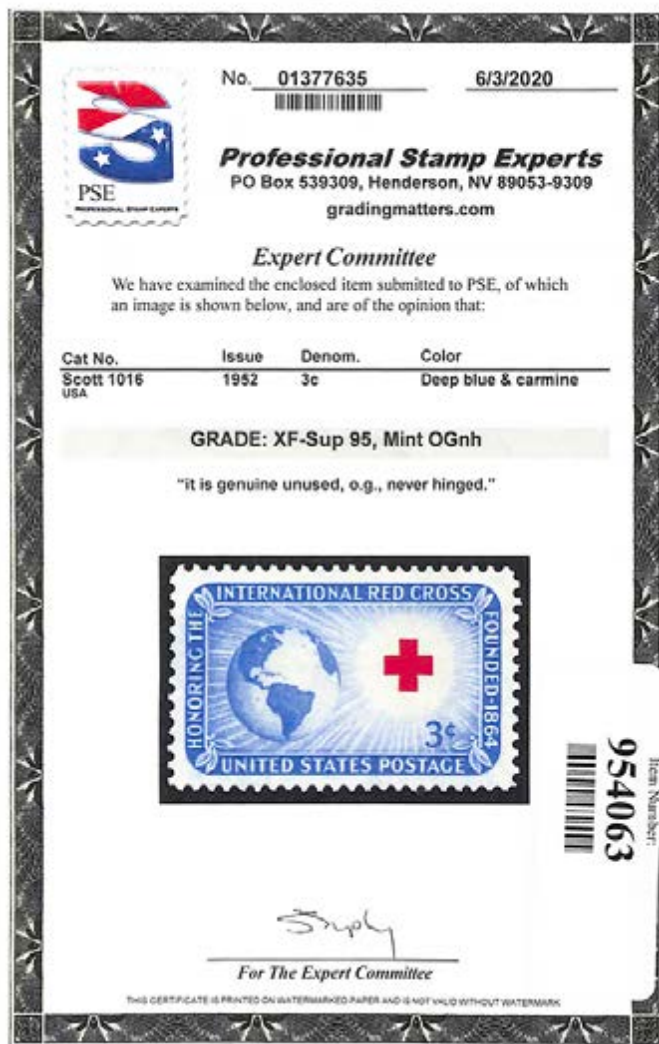 No. 01377635 6/3/2020
PSE
PROFESSIONAL STAMP EXPERTS
Professional Stamp Experts
PO Box 539309, Henderson, NV 89053-9309
gradingmatters.com
Expert Committee
We have examined the enclosed item submitted to PSE, of which
an image is shown below, and are of the opinion that:
Cat No. Issue Denom. Color
Scott 1016 1952 3c Deep blue & carmine
USA
GRADE: XF-Sup 95, Mint OGnh
"it is genuine unused, o.g., never hinged."
INTERNATIONAL RED CROSS
HONORING THE
FOUNDED-1864
3¢
UNITED STATES POSTAGE
Item Number:
954063
For The Expert Committee
THIS CERTIFICATE IS PRINTED ON WATERMARKED PAPER AND IS NOT VALID WITHOUT WATERMARK